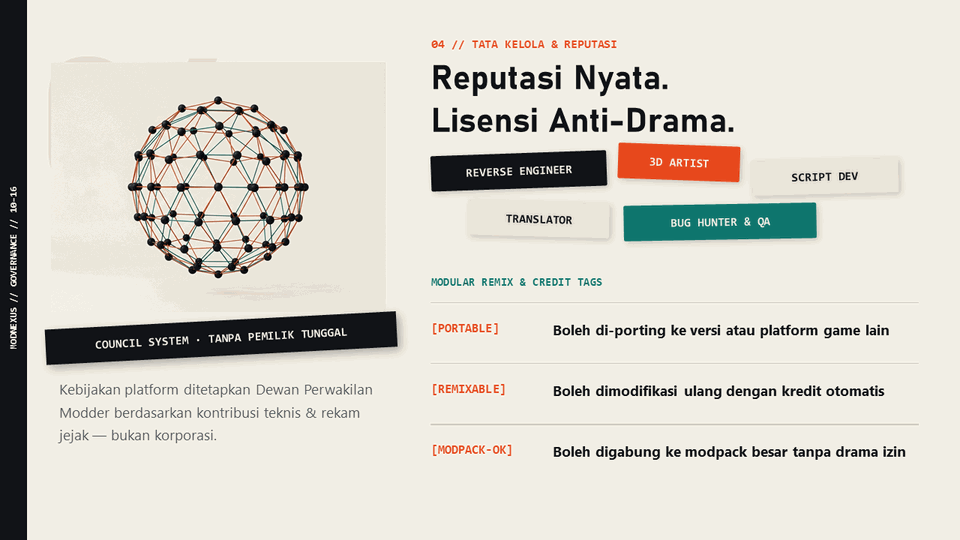 MODNEXUS // GOVERNANCE // 10-16
COUNCIL SYSTEM · TANPA PEMILIK TUNGGAL
Kebijakan platform ditetapkan Dewan Perwakilan
Modder berdasarkan kontribusi teknis & rekam
jejak — bukan korporasi.
04 // TATA KELOLA & REPUTASI
Reputasi Nyata.
Lisensi Anti-Drama.
REVERSE ENGINEER
3D ARTIST
SCRIPT DEV
TRANSLATOR
BUG HUNTER & QA
MODULAR REMIX & CREDIT TAGS
[PORTABLE]
Boleh di-porting ke versi atau platform game lain
[REMIXABLE]
Boleh dimodifikasi ulang dengan kredit otomatis
[MODPACK-OK]
Boleh digabung ke modpack besar tanpa drama izin